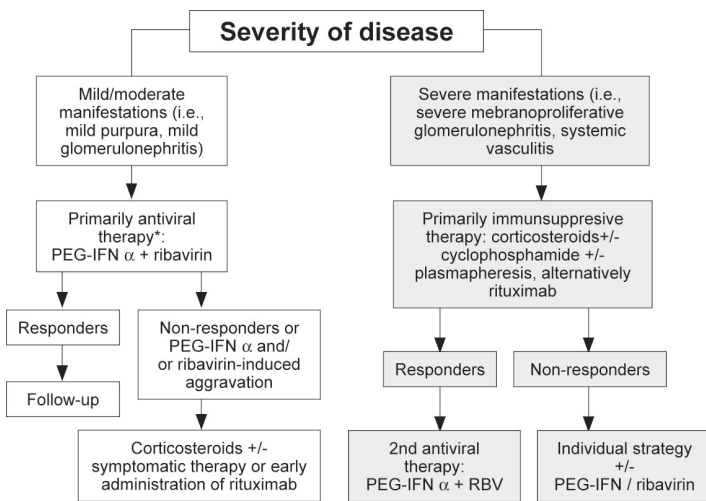 Severity of disease
Mild/moderate
manifestations (i.e.,
mild purpura, mild
glomerulonephritis)
Primarily antiviral
therapy*:
PEG-IFN α + ribavirin
Responders
Follow-up
Non-responders or
PEG-IFN α and/
or ribavirin-induced
aggravation
Corticosteroids +/-
symptomatic therapy or early
administration of rituximab
Severe manifestations (i.e.,
severe mebranoproliferative
glomerulonephritis, systemic
vasculitis
Primarily immunsuppresive
therapy: corticosteroids+/-
cyclophosphamide +/-
plasmapheresis, alternatively
rituximab
Responders
2nd antiviral
therapy:
PEG-IFN α + RBV
Non-responders
Individual strategy
+/-
PEG-IFN / ribavirin